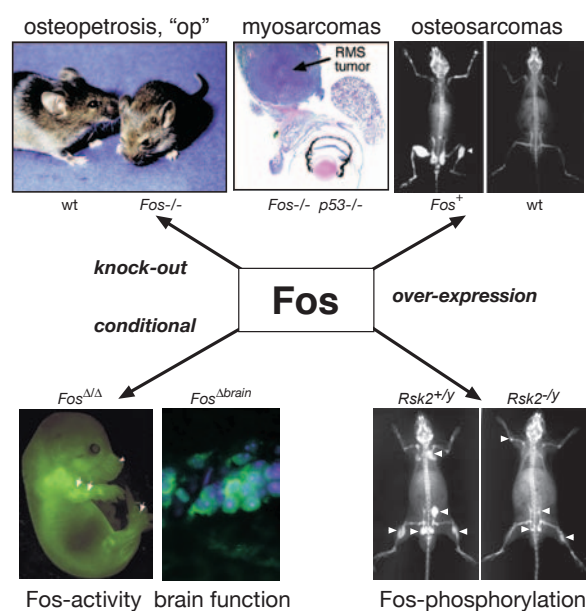 osteopetrosis, “op”
myosarcomas
osteosarcomas
RMS
tumor
wt
Fos-/-
Fos-/- p53-/-
Fos+
wt
knock-out
Fos
over-expression
conditional
FosΔ/Δ
FosΔbrain
Rsk2+/y
Rsk2-/y
Fos-activity
brain function
Fos-phosphorylation